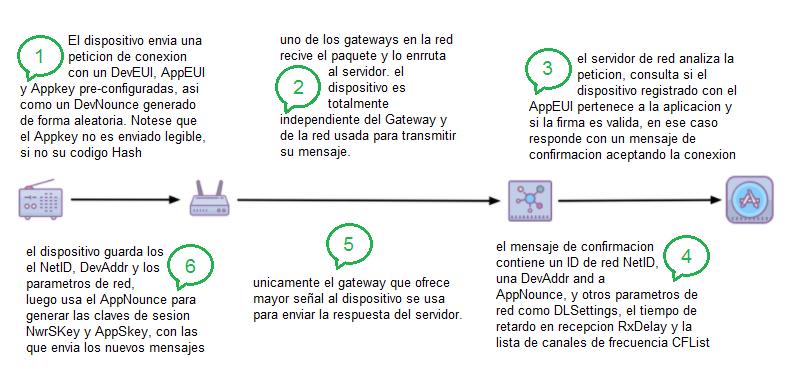 1
El dispositivo envia una
peticion de conexion
con un DevEUI, AppEUI
y Appkey pre-configuradas, asi
como un DevNounce generado
de forma aleatoria. Notese que
el Appkey no es enviado legible,
si no su codigo Hash
2
uno de los gateways en la red
recive el paquete y lo enrruta
al servidor. el
dispositivo es
totalmente
independiente del Gateway y
de la red usada para transmitir
su mensaje.
3
el servidor de red analiza la
peticion, consulta si el
dispositivo registrado con el
AppEUI pertenece a la aplicacion y
si la firma es valida, en ese caso
responde con un mensaje de
confirmacion aceptando la conexion
6
el dispositivo guarda los
el NetID, DevAddr y los
parametros de red,
luego usa el AppNounce para
generar las claves de sesion
NwrSKey y AppSkey, con las
que envia los nuevos mensajes
5
unicamente el gateway que ofrece
mayor señal al dispositivo se usa
para enviar la respuesta del servidor.
4
el mensaje de confirmacion
contiene un ID de red NetID,
una DevAddr and a
AppNounce, y otros parametros de
red como DLSettings, el tiempo de
retardo en recepcion RxDelay y la
lista de canales de frecuencia CFList